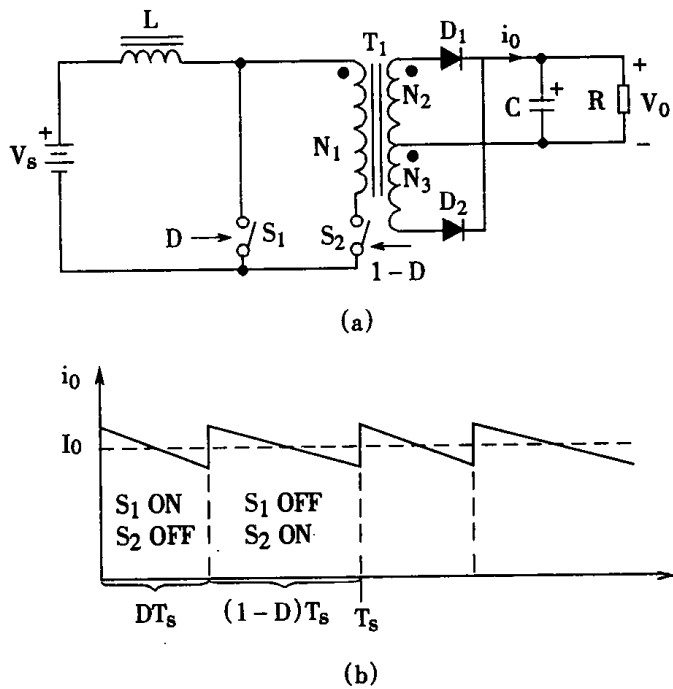 L
T1
D1
i0
+
Vs
N1
N2
C
+
R
+
V0
−
N3
D2
D
S1
S2
1 − D
(a)
i0
I0
S1 ON
S2 OFF
S1 OFF
S2 ON
DTs
(1 − D)Ts
Ts
(b)